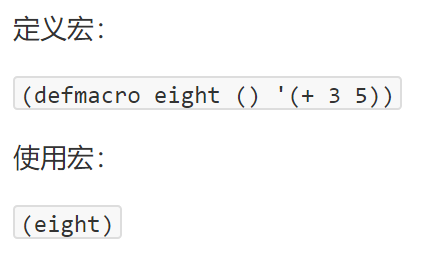 定义宏：
(defmacro eight () '(+ 3 5))
使用宏：
(eight)